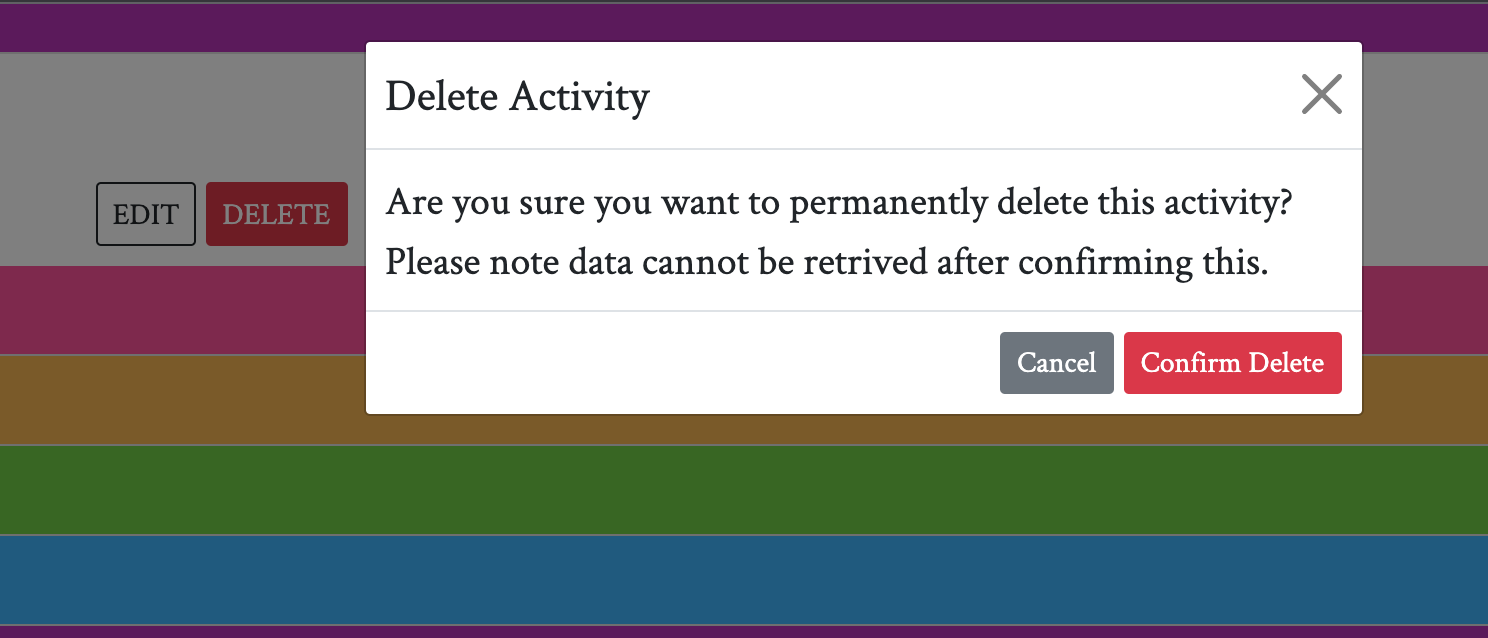 Delete Activity
Are you sure you want to permanently delete this activity?
Please note data cannot be retrived after confirming this.
EDIT DELETE
Cancel Confirm Delete